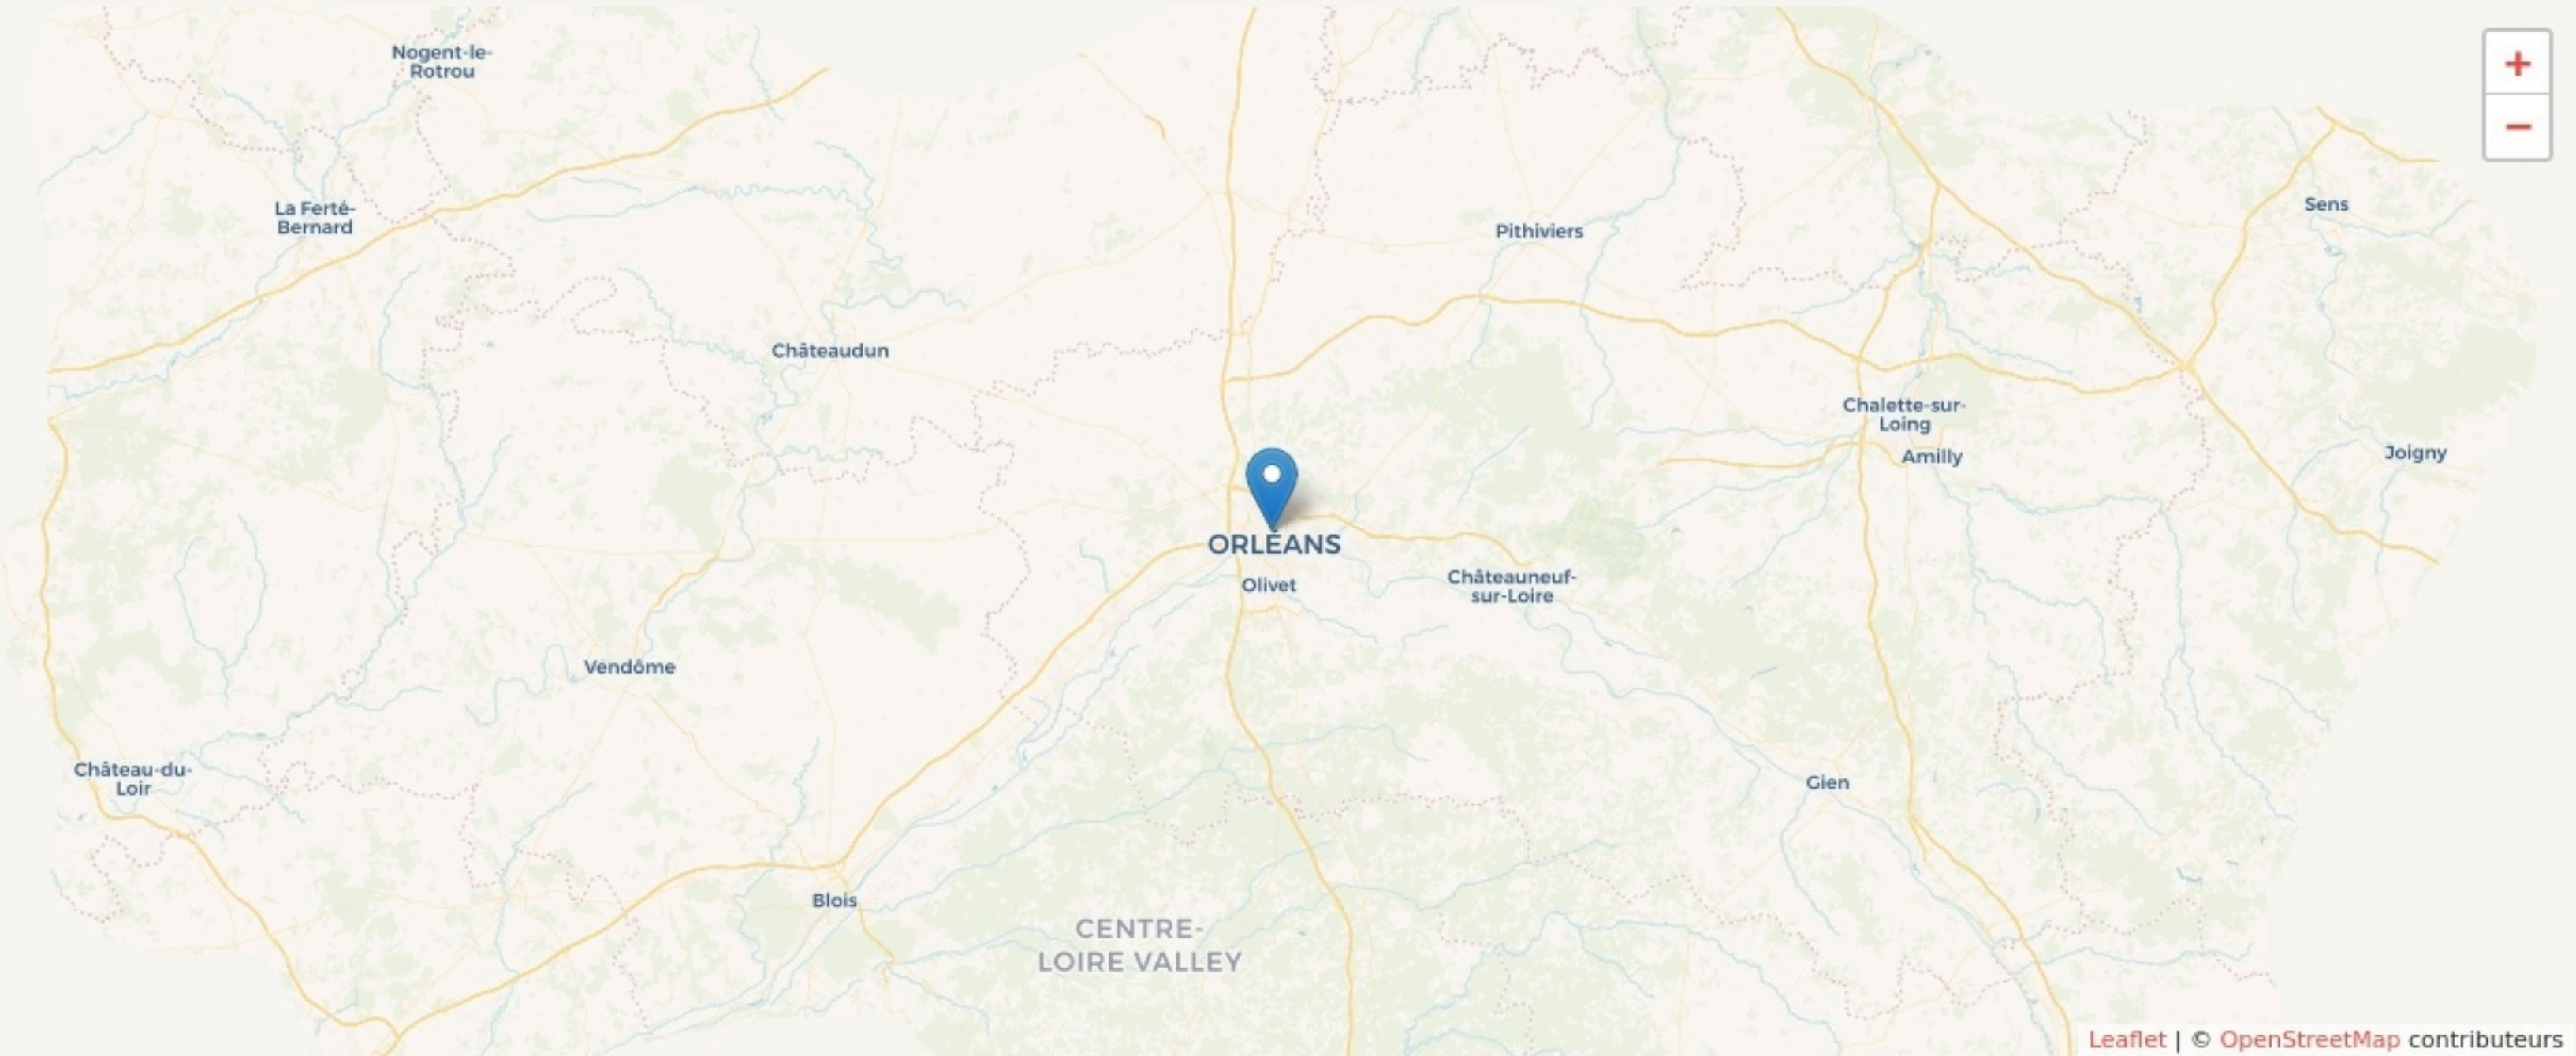 Nogent-le-
Rotrou
+
−
La Ferté-
Bernard
Sens
Pithiviers
Châteaudun
Chalette-sur-
Loing
Joigny
Amilly
ORLÉANS
Châteauneuf-
sur-Loire
Olivet
Vendôme
Château-du-
Loir
Gien
Blois
CENTRE-
LOIRE VALLEY
Leaflet | © OpenStreetMap contributeurs